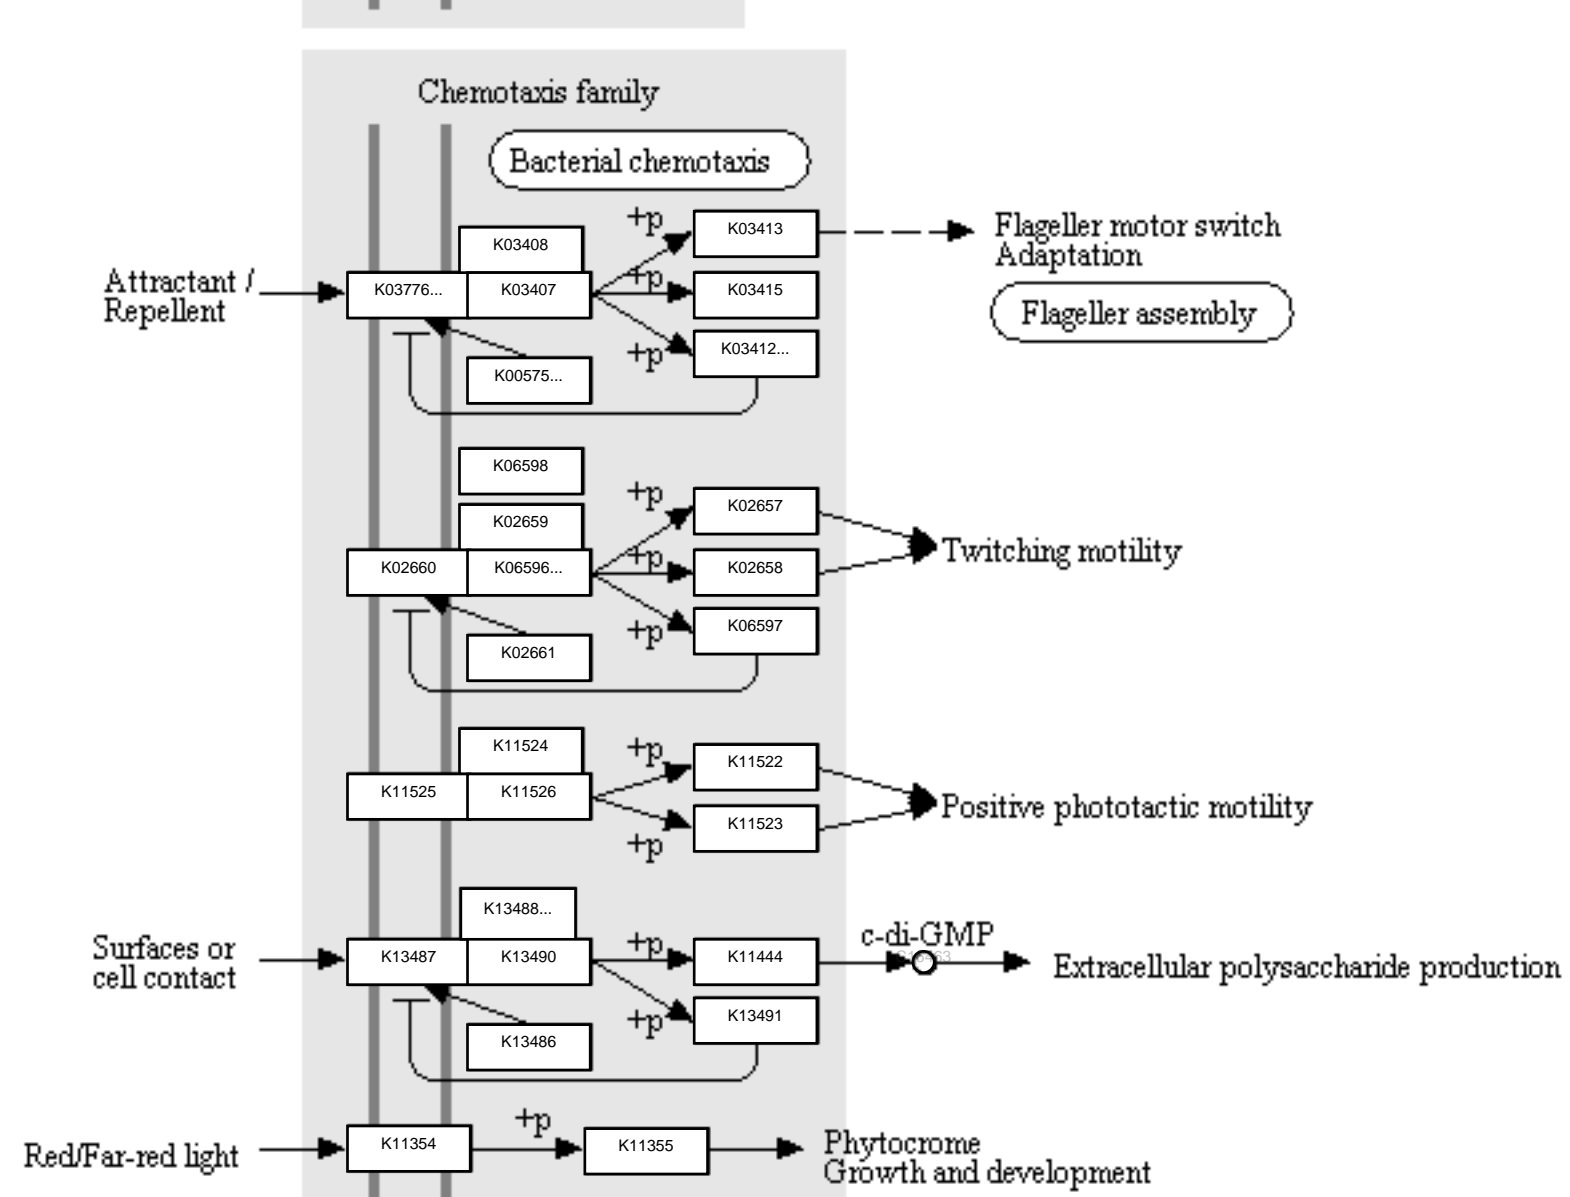 Chemotaxis family
Bacterial chemotaxis
+p
K03413
Flageller motor switch
Adaptation
K03408
Attractant /
Repellent
K03776...
K03407
+p
K03415
Flageller assembly
+p
K03412...
K00575...
K06598
+p
K02657
K02659
Twitching motility
K02660
K06596...
+p
K02658
+p
K06597
K02661
K11524
+p
K11522
K11525
K11526
Positive phototactic motility
K11523
+p
K13488...
Surfaces or
cell contact
K13487
K13490
+p
K11444
c-di-GMP
Extracellular polysaccharide production
+p
K13491
K13486
Red/Far-red light
K11354
+p
K11355
Phytocrome
Growth and development